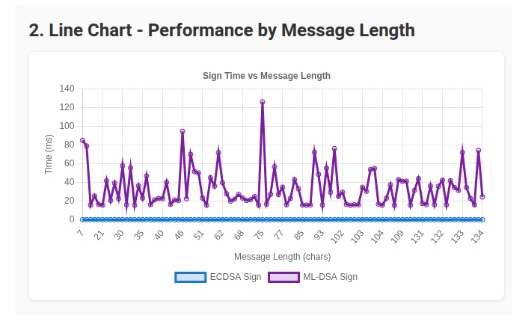 2. Line Chart - Performance by Message Length
Sign Time vs Message Length
140
120
100
80
60
40
20
0
Time (ms)
7 21 30 35 40 46 51 62 68 75 77 85 93 102 103 104 109 131 132 133 134
Message Length (chars)
ECDSA Sign ML-DSA Sign